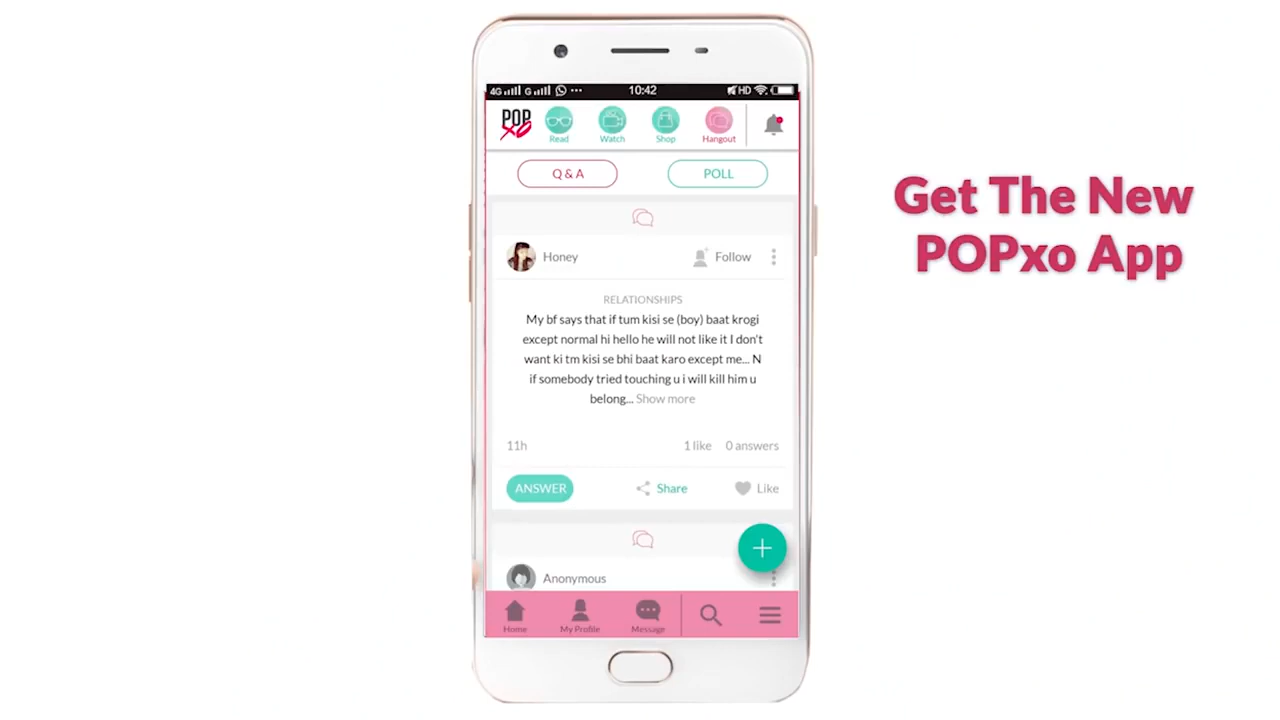 4G G ••• 10:42 HD
POP
xo
Read Watch Shop Hangout
Q & A POLL
Honey Follow
RELATIONSHIPS
My bf says that if tum kisi se (boy) baat krogi
except normal hi hello he will not like it I don't
want ki tm kisi se bhi baat karo except me... N
if somebody tried touching u i will kill him u
belong... Show more
11h 1 like 0 answers
ANSWER Share Like
Anonymous
Home My Profile Message
Get The New
POPxo App